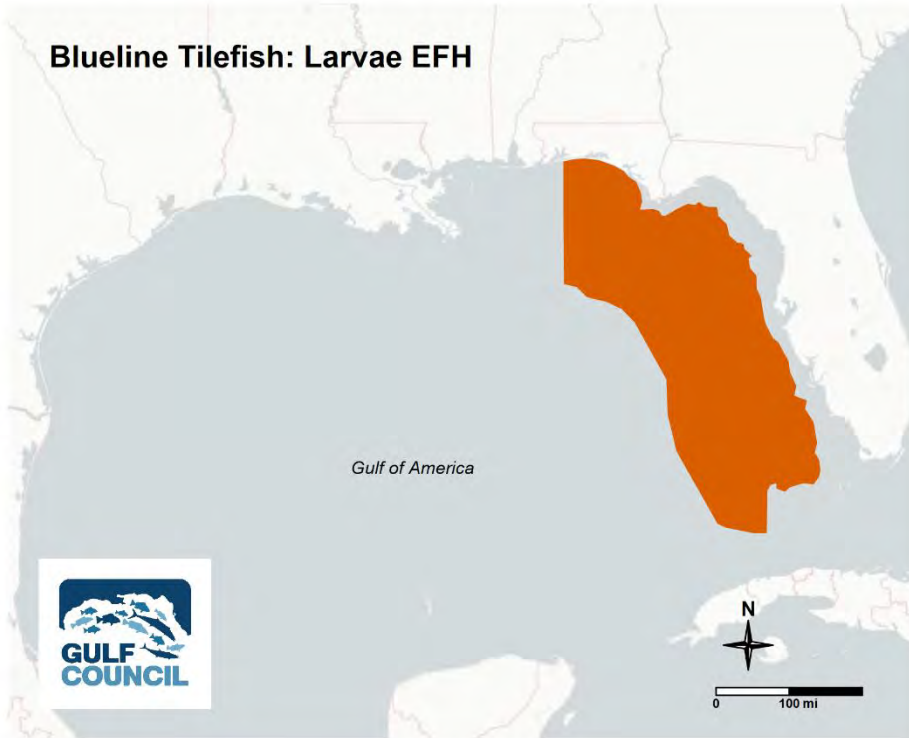 Blueline Tilefish: Larvae EFH
Gulf of America
GULF
COUNCIL
N
0 100 mi